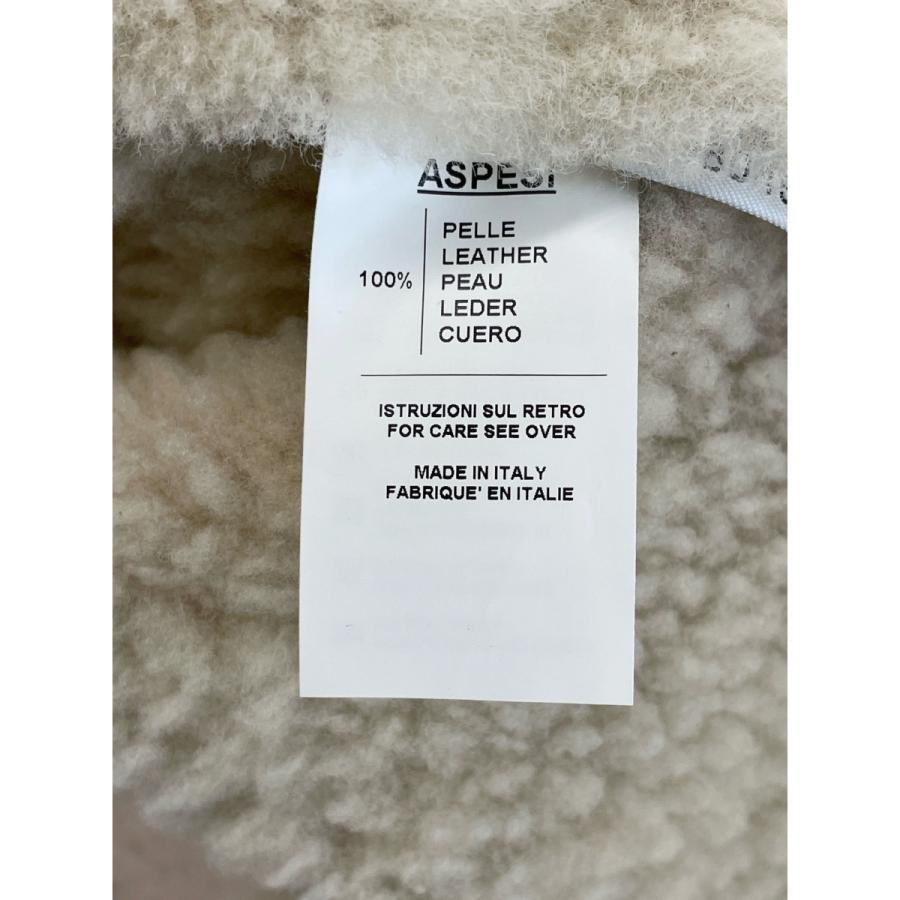 ASPESI
PELLE
LEATHER
100% PEAU
LEDER
CUERO
ISTRUZIONI SUL RETRO
FOR CARE SEE OVER
MADE IN ITALY
FABRIQUE' EN ITALIE